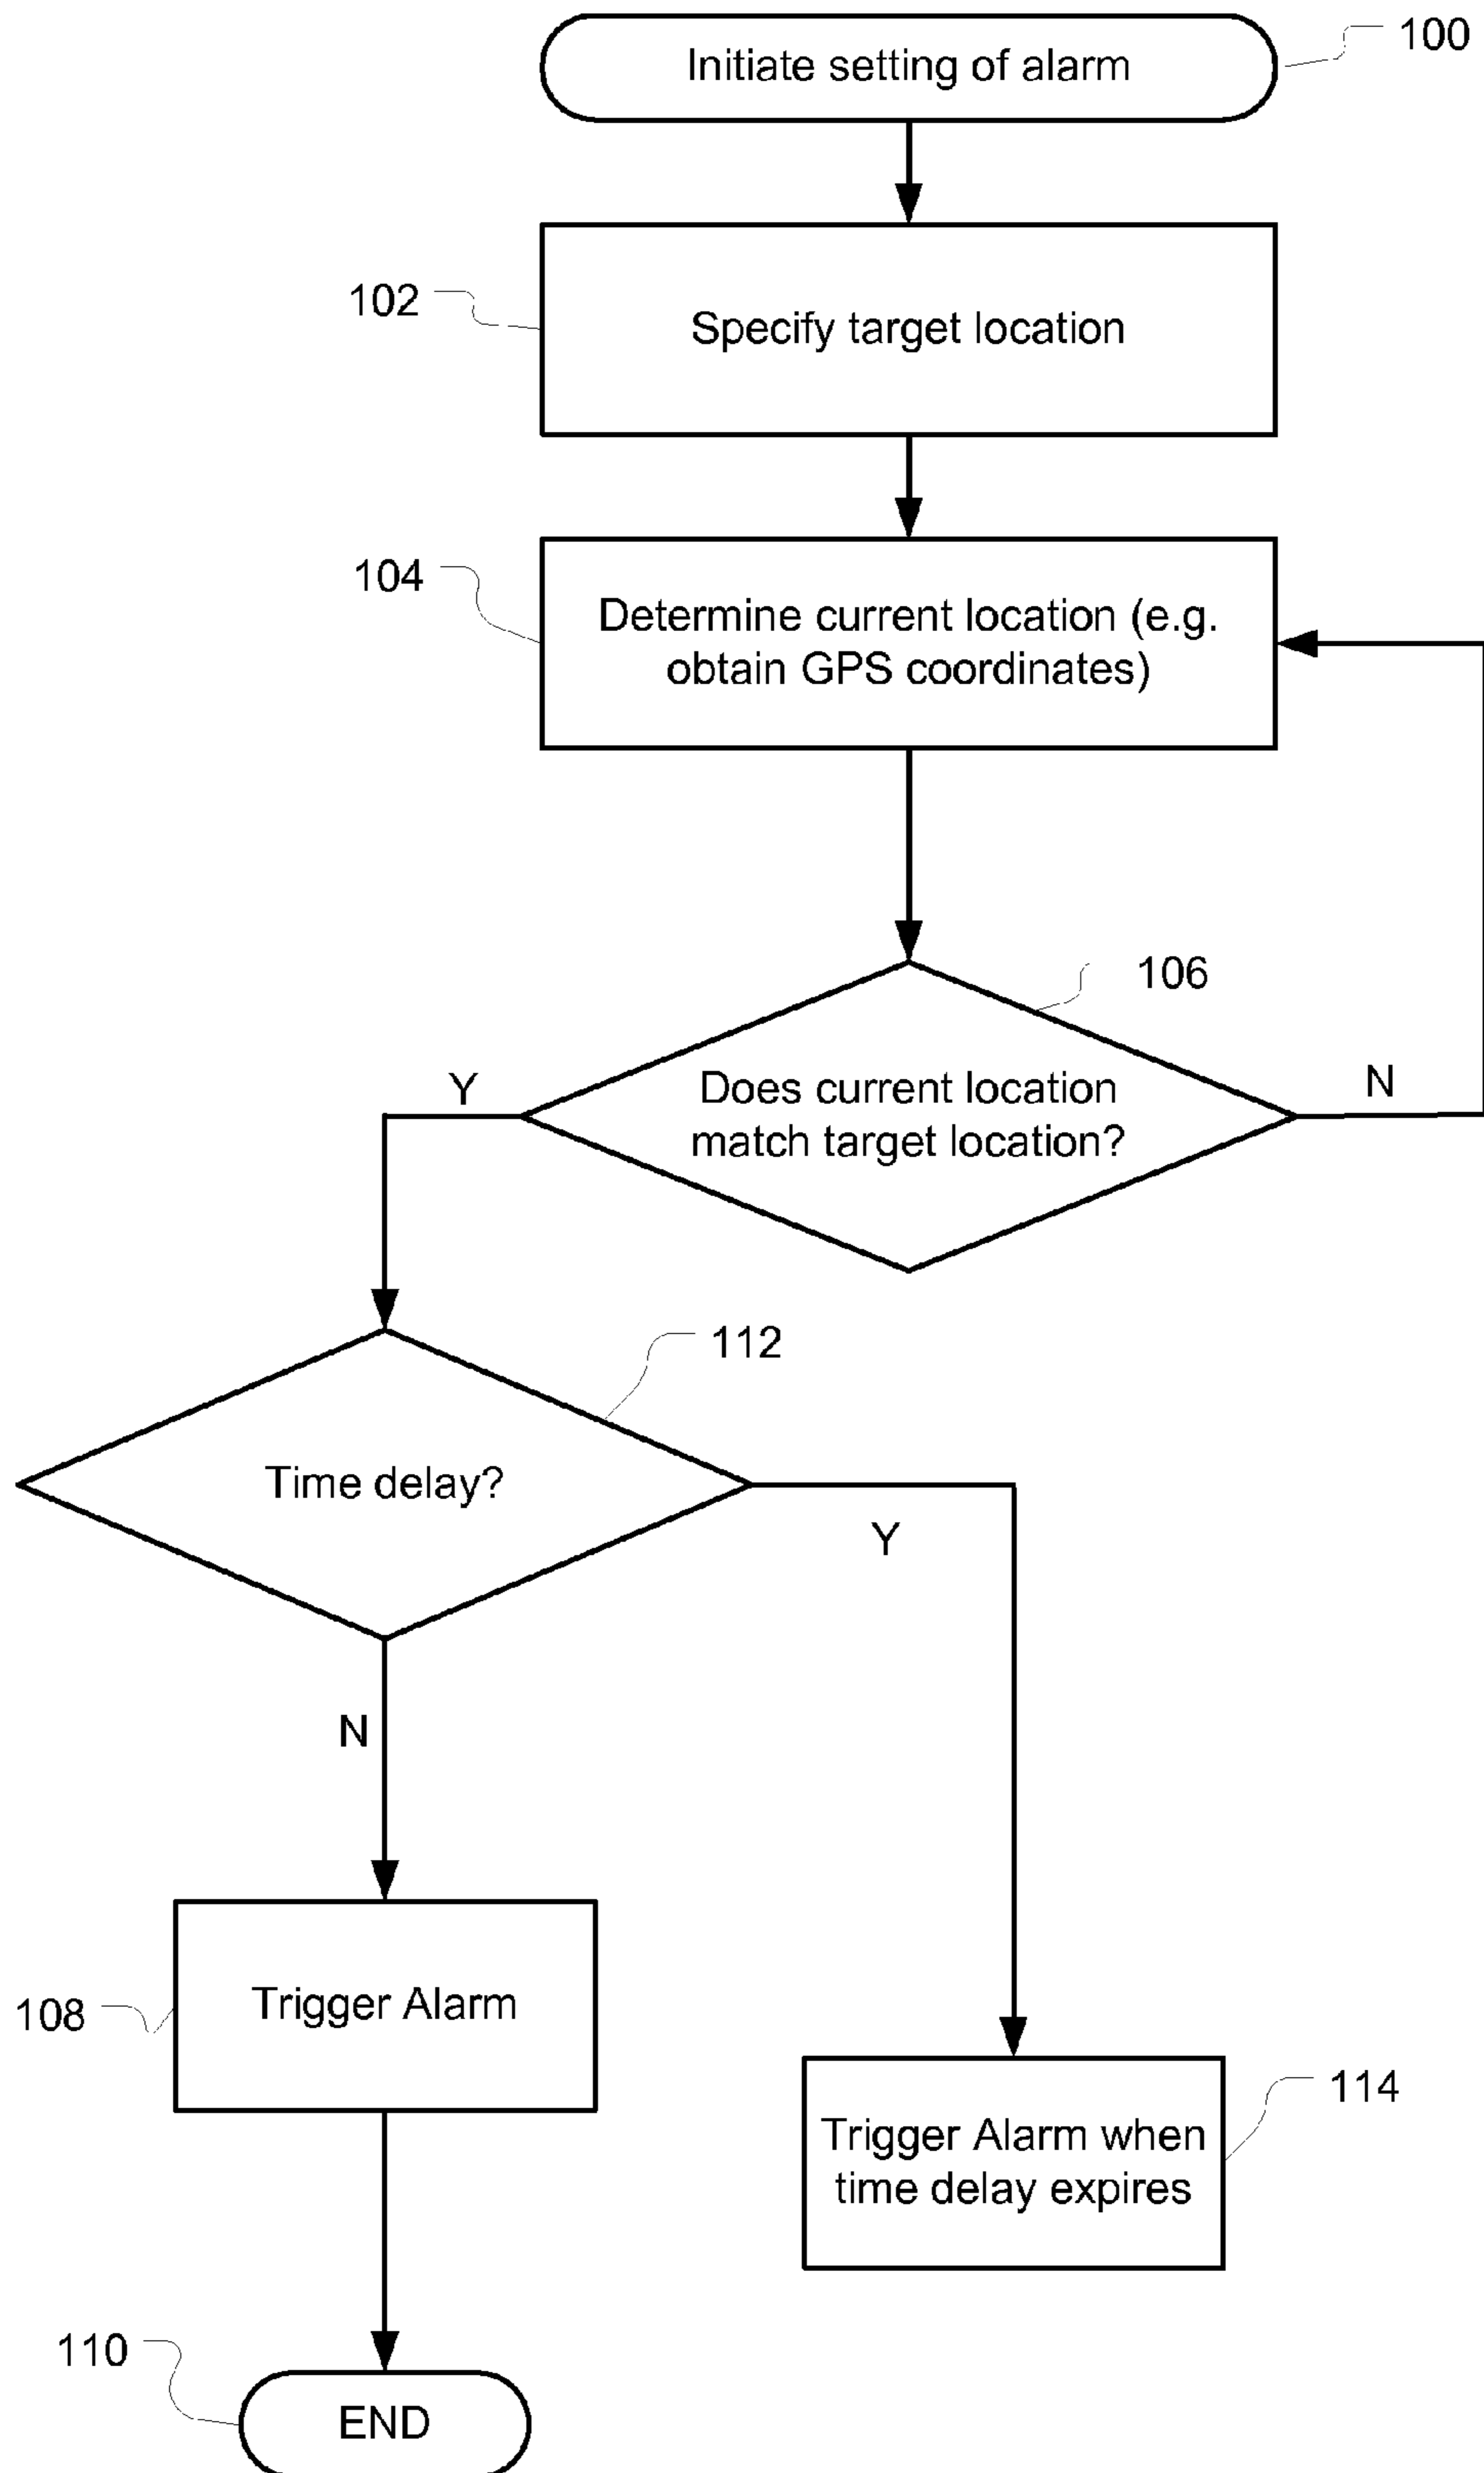 Initiate setting of alarm
100
102
Specify target location
104
Determine current location (e.g.
obtain GPS coordinates)
106
Does current location
match target location?
Y
N
112
Time delay?
Y
N
108
Trigger Alarm
114
Trigger Alarm when
time delay expires
110
END